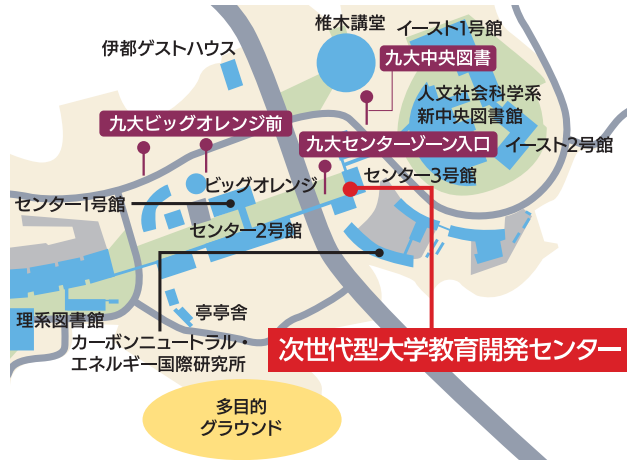 椎木講堂
イースト1号館
伊都ゲストハウス
九大中央図書
人文社会科学系
新中央図書館
九大ビッグオレンジ前
九大センターゾーン入口
イースト2号館
センター3号館
ビッグオレンジ
センター1号館
センター2号館
亭亭舎
理系図書館
カーボンニュートラル・
エネルギー国際研究所
次世代型大学教育開発センター
多目的
グラウンド